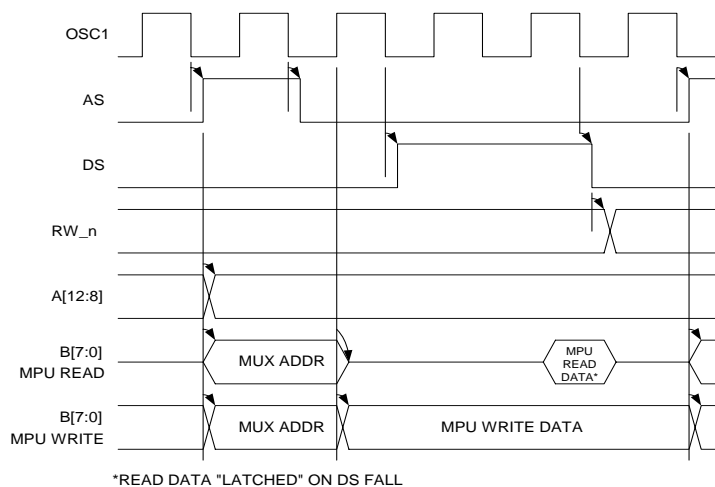 OSC1
AS
DS
RW_n
A[12:8]
B[7:0]
MPU READ
MUX ADDR
MPU
READ
DATA*
B[7:0]
MPU WRITE
MUX ADDR
MPU WRITE DATA
*READ DATA "LATCHED" ON DS FALL